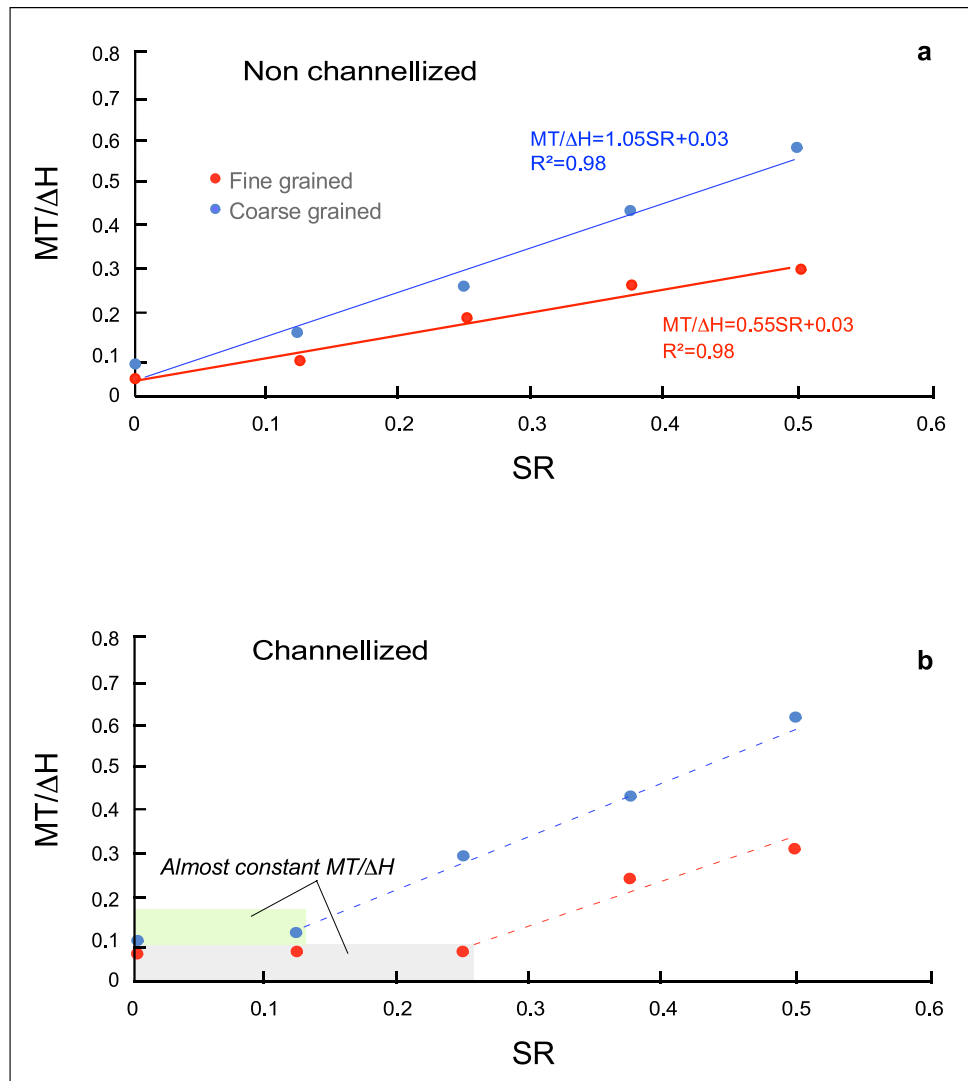 a
Non channellized
MT/ΔH=1.05SR+0.03
R²=0.98
Fine grained
Coarse grained
MT/ΔH=0.55SR+0.03
R²=0.98
MT/ΔH
0.8
0.7
0.6
0.5
0.4
0.3
0.2
0.1
0
0 0.1 0.2 0.3 0.4 0.5 0.6
SR
b
Channellized
Almost constant MT/ΔH
MT/ΔH
0.8
0.7
0.6
0.5
0.4
0.3
0.2
0.1
0
0 0.1 0.2 0.3 0.4 0.5 0.6
SR